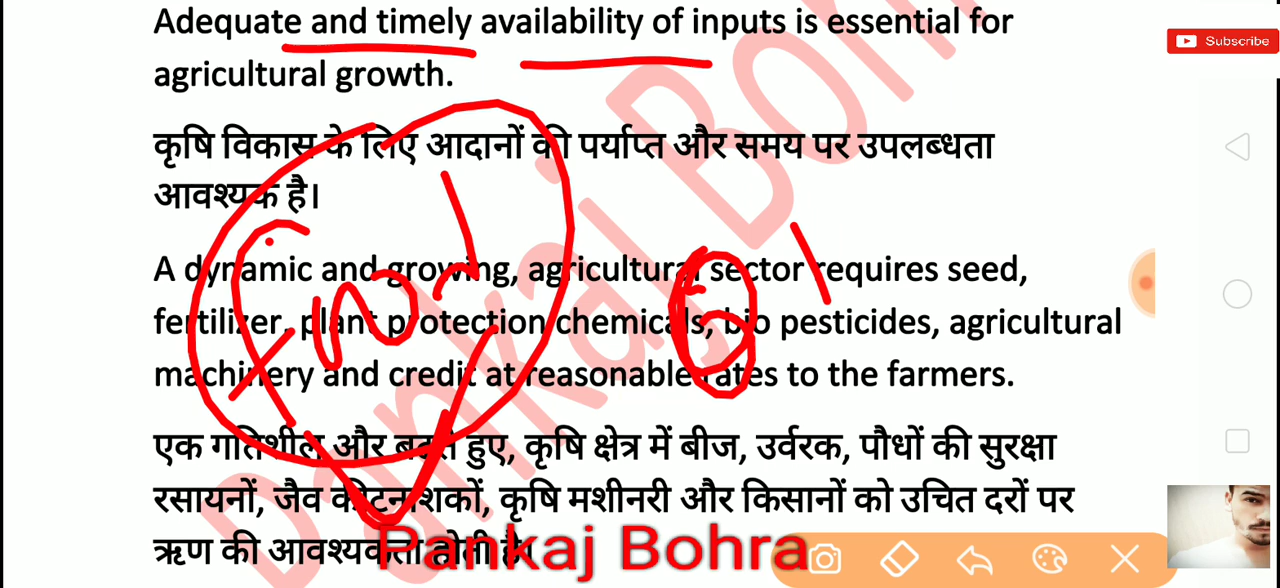 Adequate and timely availability of inputs is essential for
Subscribe
agricultural growth.
कृषि विकास के लिए आदानों की पर्याप्त और समय पर उपलब्धता
आवश्यक है।
A dynamic and growing, agricultural sector requires seed,
fertilizer, plant protection chemicals, bio pesticides, agricultural
machinery and credit at reasonable rates to the farmers.
एक गतिशील और बढ़ते हुए, कृषि क्षेत्र में बीज, उर्वरक, पौधों की सुरक्षा
रसायनों, जैव कीटनाशकों, कृषि मशीनरी और किसानों को उचित दरों पर
ऋण की आवश्यकता होती है।
Pankaj Bohra
Pankaj Bohra